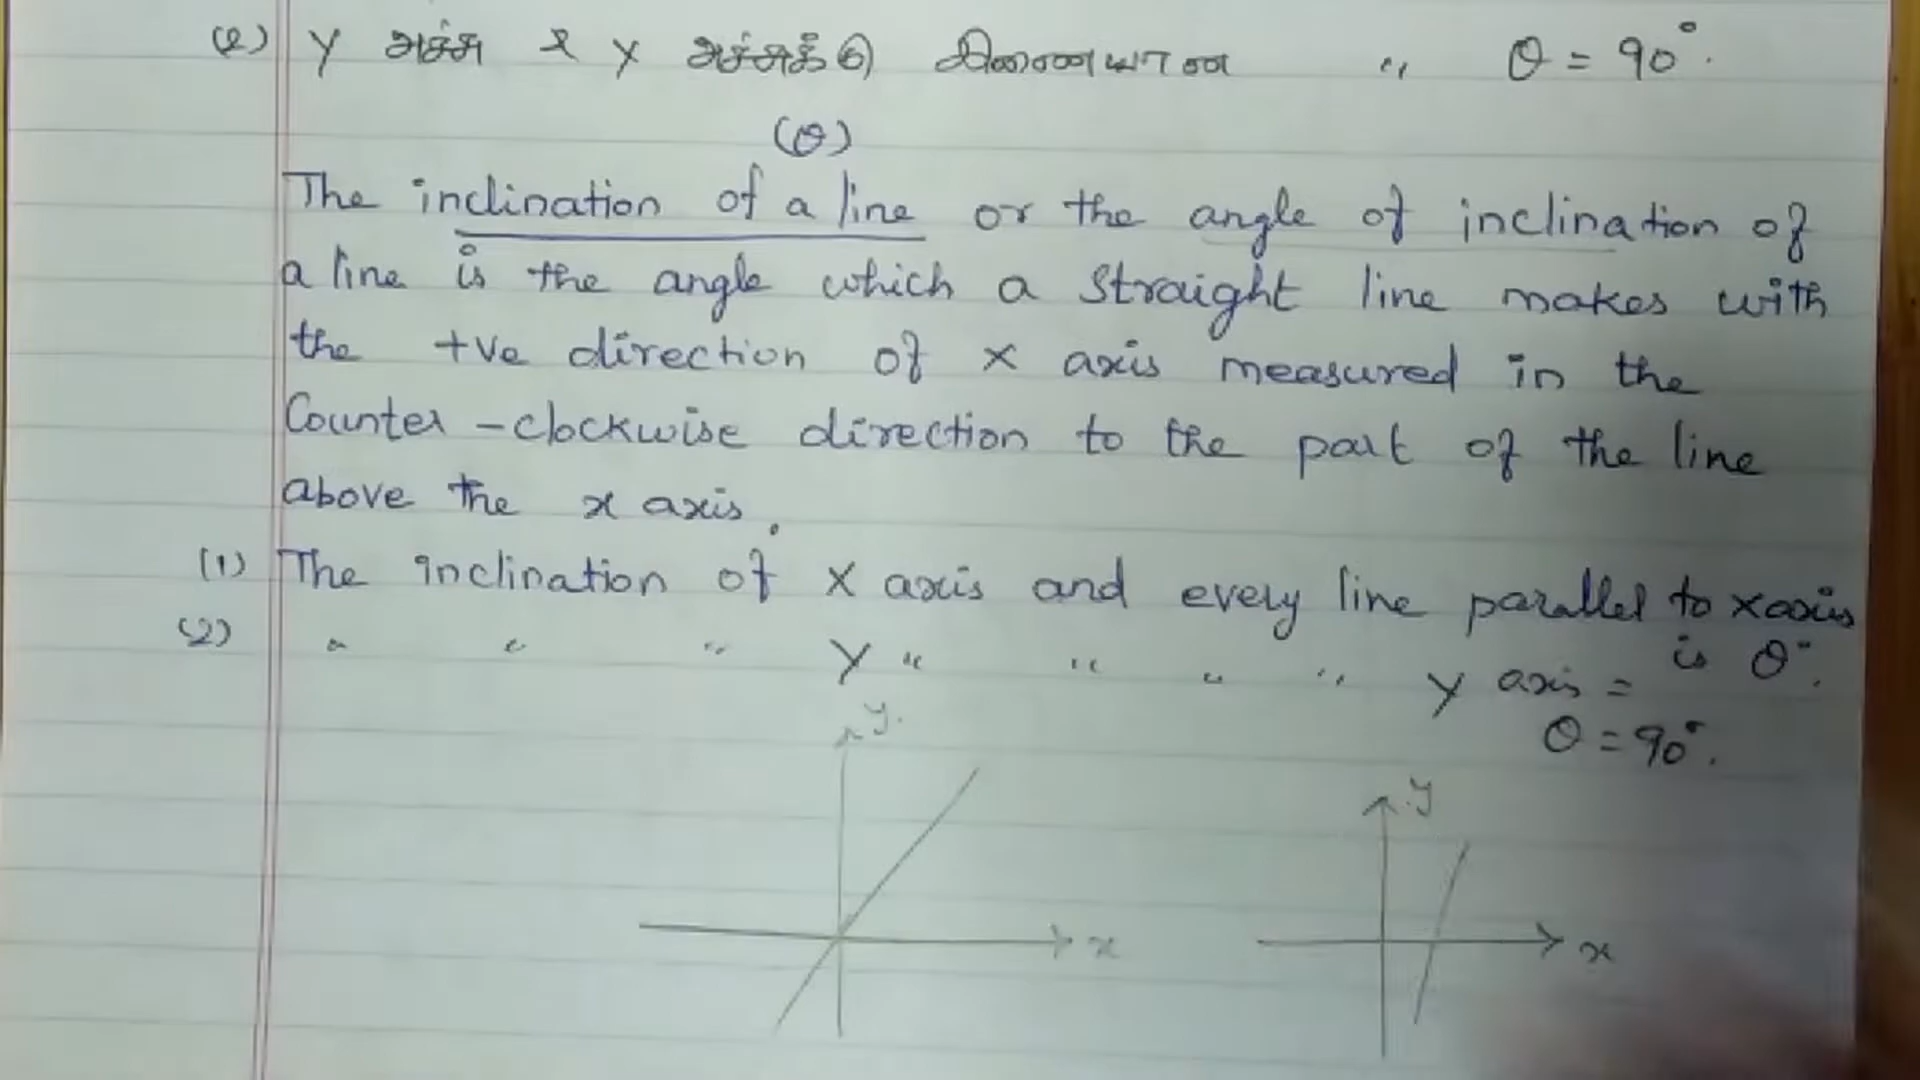 (2) y அச்சு & y அச்சுக்கு இணையான " θ = 90°.
(θ)
The inclination of a line or the angle of inclination of
a line is the angle which a straight line makes with
the +ve direction of x axis measured in the
Counter-clockwise direction to the part of the line
above the x axis.
(1) The inclination of x axis and every line parallel to x axis
is 0°.
(2) " " " y " " " " y axis =
θ = 90°.
y.
x
y
x